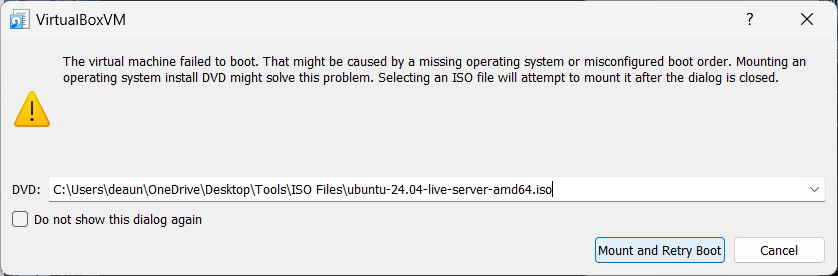 VirtualBoxVM
The virtual machine failed to boot. That might be caused by a missing operating system or misconfigured boot order. Mounting an
operating system install DVD might solve this problem. Selecting an ISO file will attempt to mount it after the dialog is closed.
DVD: C:\Users\deaun\OneDrive\Desktop\Tools\ISO Files\ubuntu-24.04-live-server-amd64.iso
Do not show this dialog again
Mount and Retry Boot Cancel